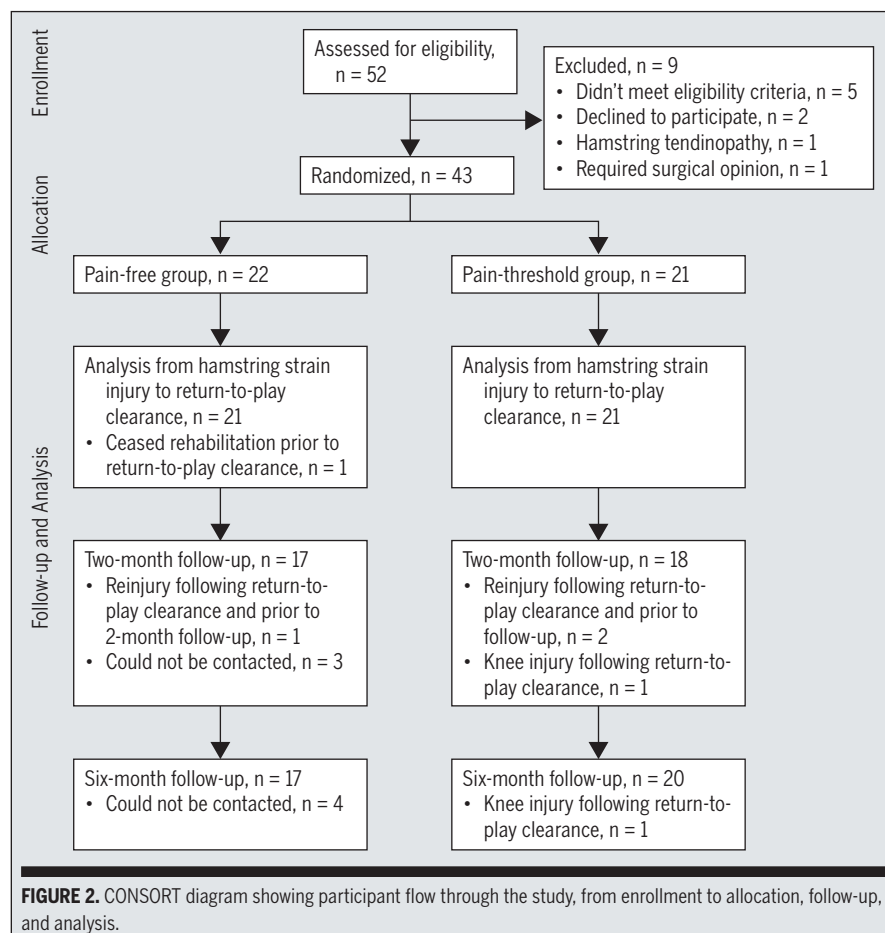 Enrollment
Assessed for eligibility,
n = 52
Excluded, n = 9
• Didn't meet eligibility criteria, n = 5
• Declined to participate, n = 2
• Hamstring tendinopathy, n = 1
• Required surgical opinion, n = 1
Allocation
Randomized, n = 43
Pain-free group, n = 22
Pain-threshold group, n = 21
Follow-up and Analysis
Analysis from hamstring strain
injury to return-to-play
clearance, n = 21
• Ceased rehabilitation prior to
return-to-play clearance, n = 1
Analysis from hamstring strain
injury to return-to-play
clearance, n = 21
Two-month follow-up, n = 17
• Reinjury following return-to-
play clearance and prior to
2-month follow-up, n = 1
• Could not be contacted, n = 3
Two-month follow-up, n = 18
• Reinjury following return-to-
play clearance and prior to
follow-up, n = 2
• Knee injury following return-to-
play clearance, n = 1
Six-month follow-up, n = 17
• Could not be contacted, n = 4
Six-month follow-up, n = 20
• Knee injury following return-to-
play clearance, n = 1
FIGURE 2. CONSORT diagram showing participant flow through the study, from enrollment to allocation, follow-up,
and analysis.